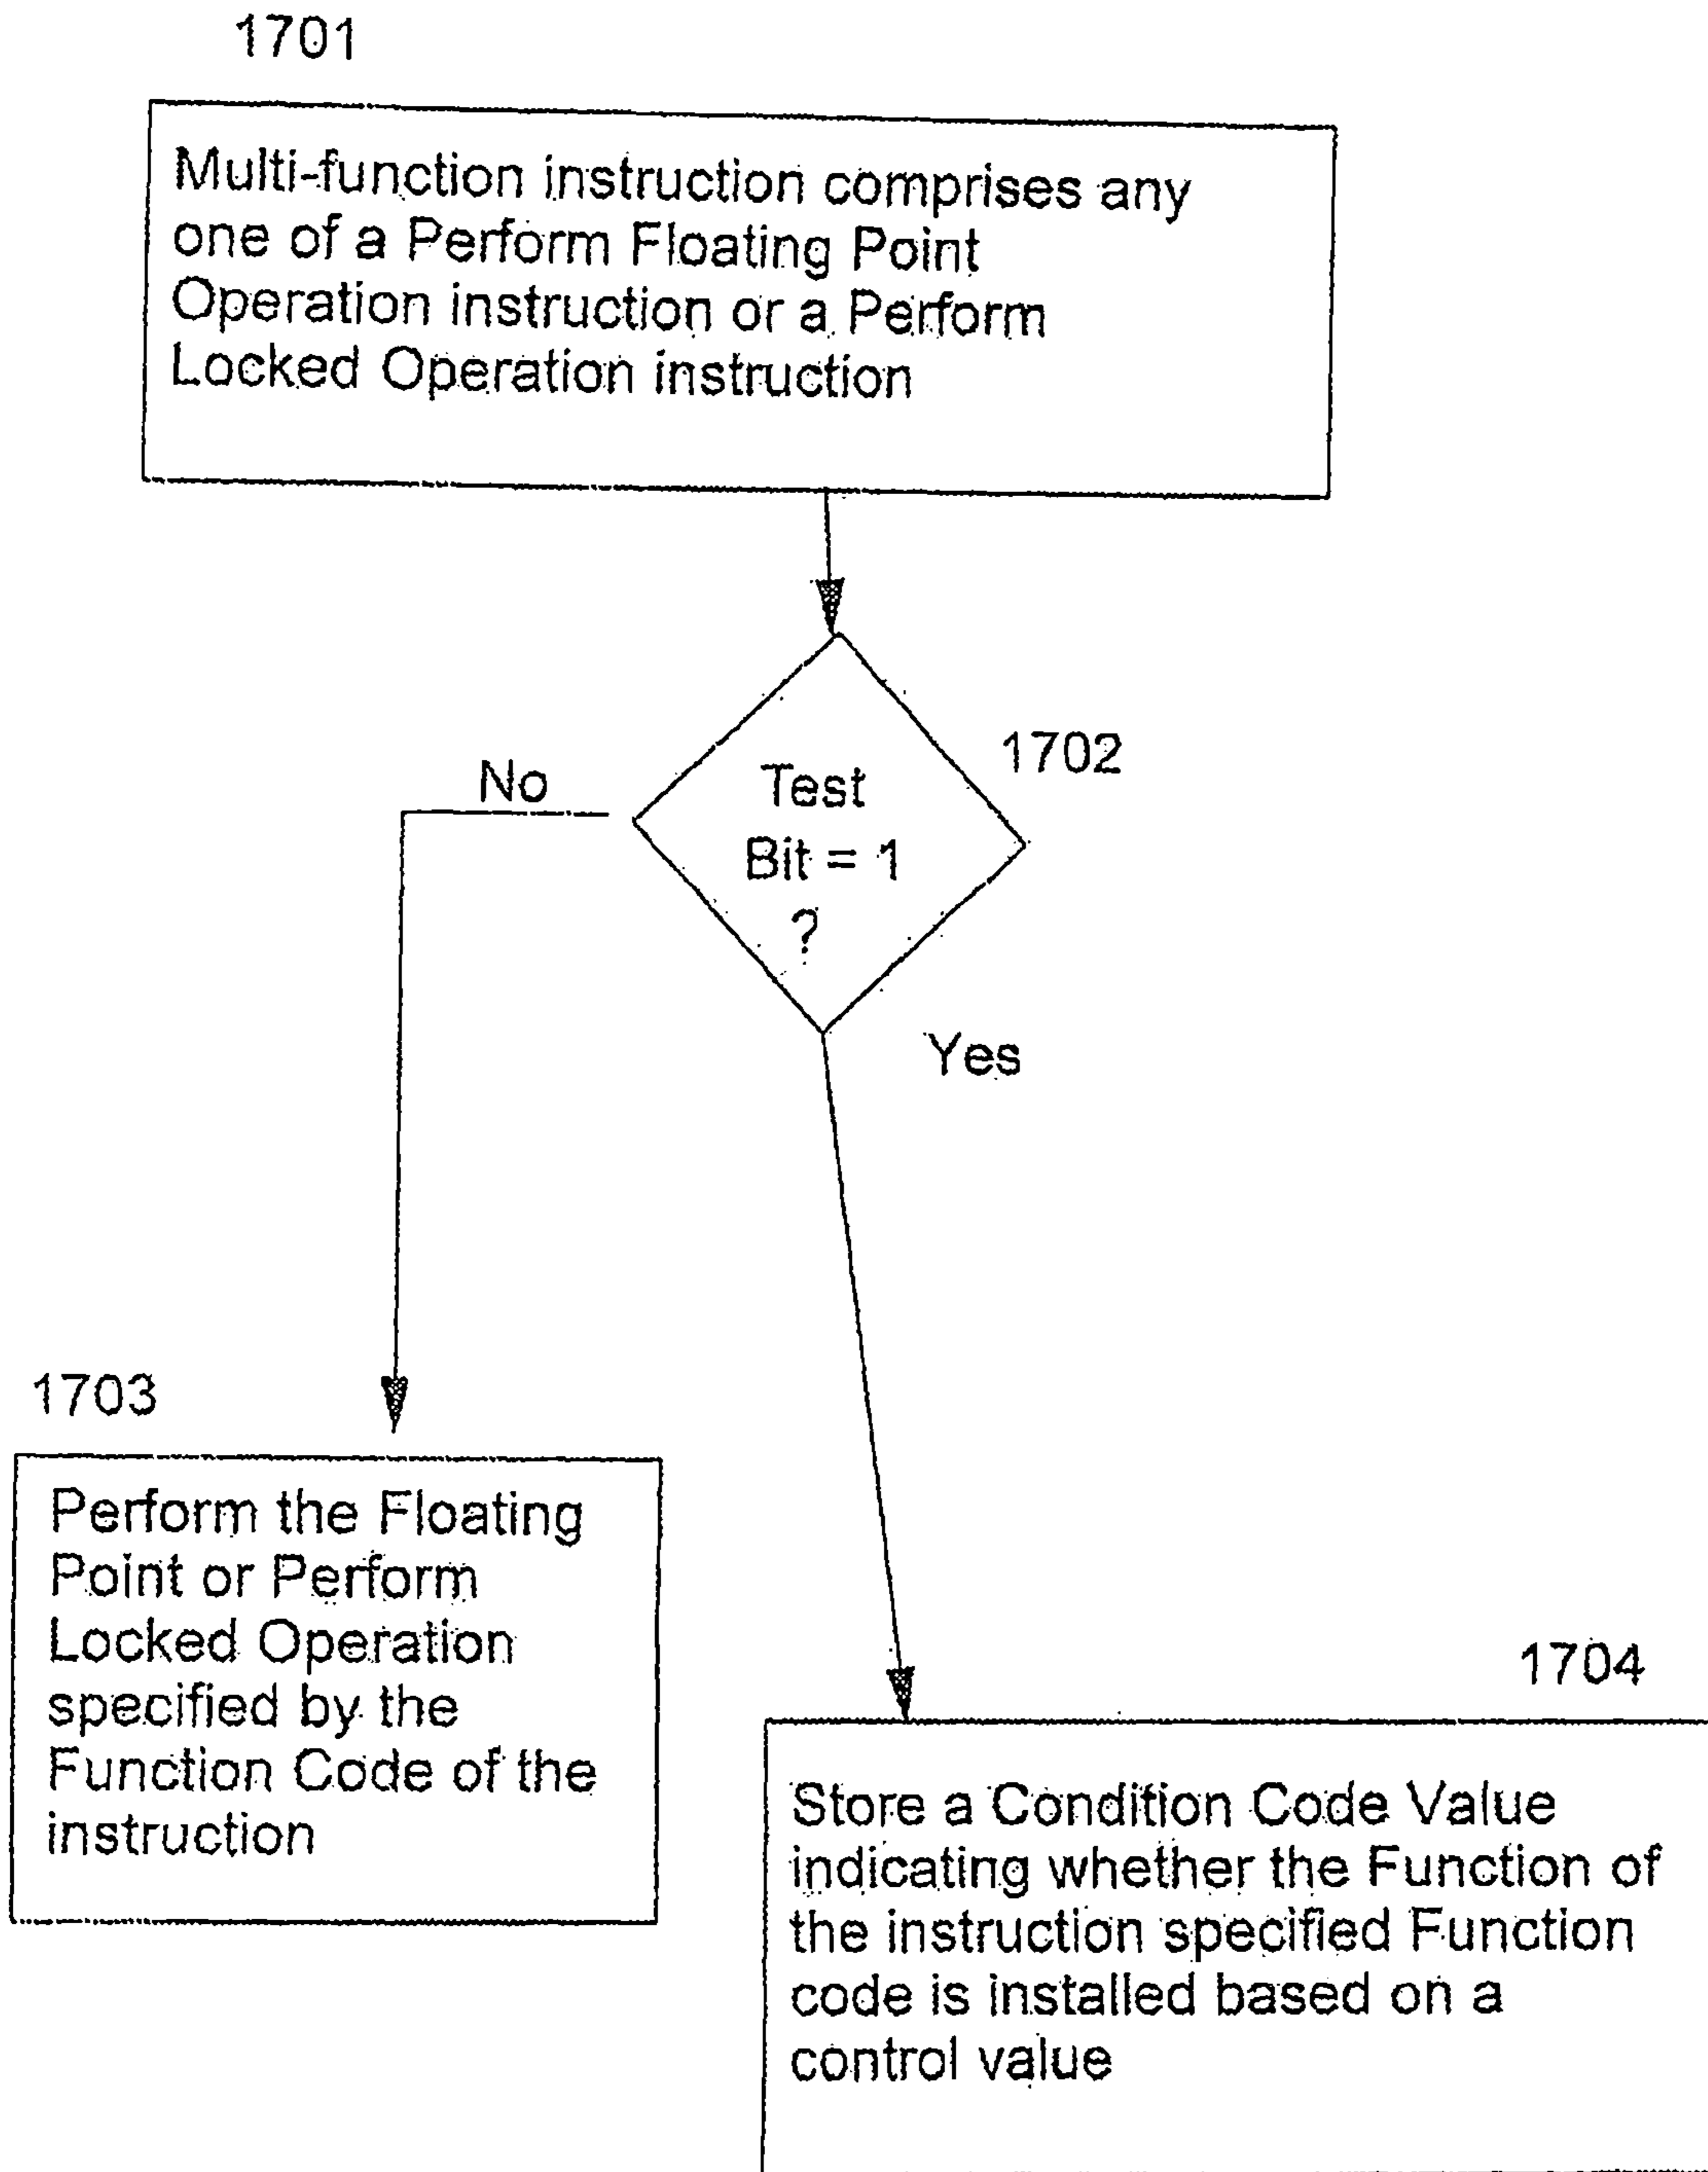 1701
Multi-function instruction comprises any
one of a Perform Floating Point
Operation instruction or a Perform
Locked Operation instruction
1702
No
Test
Bit = 1
?
Yes
1703
Perform the Floating
Point or Perform
Locked Operation
specified by the
Function Code of the
instruction
1704
Store a Condition Code Value
indicating whether the Function of
the instruction specified Function
code is installed based on a
control value